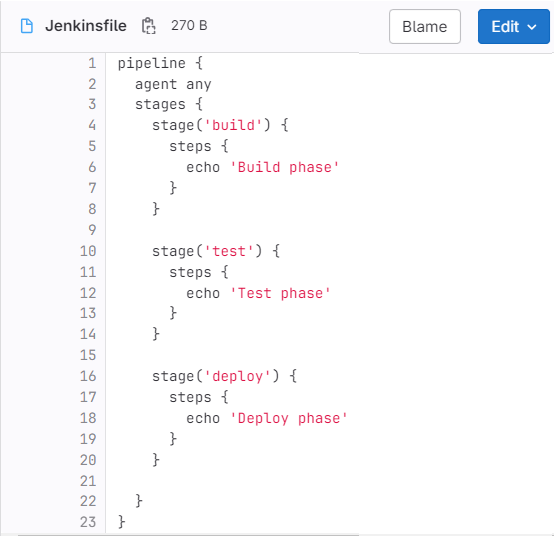 Jenkinsfile 270 B Blame Edit
1 pipeline {
2   agent any
3   stages {
4     stage('build') {
5       steps {
6         echo 'Build phase'
7       }
8     }
9
10     stage('test') {
11       steps {
12         echo 'Test phase'
13       }
14     }
15
16     stage('deploy') {
17       steps {
18         echo 'Deploy phase'
19       }
20     }
21
22   }
23 }